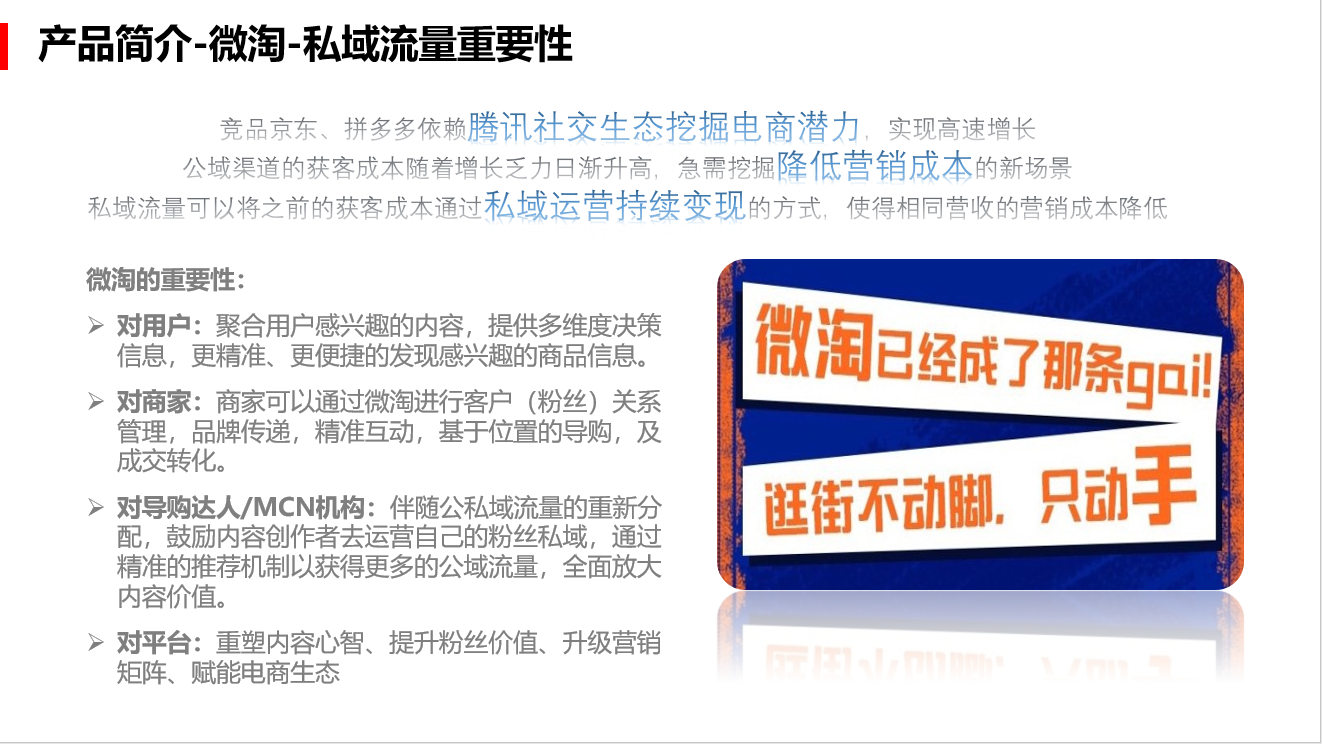 产品简介-微淘-私域流量重要性
竞品京东、拼多多依赖腾讯社交生态挖掘电商潜力，实现高速增长
公域渠道的获客成本随着增长乏力日渐升高，急需挖掘降低营销成本的新场景
私域流量可以将之前的获客成本通过私域运营持续变现的方式，使得相同营收的营销成本降低
微淘的重要性：
➢ 对用户：聚合用户感兴趣的内容，提供多维度决策
信息，更精准、更便捷的发现感兴趣的商品信息。
➢ 对商家：商家可以通过微淘进行客户（粉丝）关系
管理，品牌传递，精准互动，基于位置的导购，及
成交转化。
➢ 对导购达人/MCN机构：伴随公私域流量的重新分
配，鼓励内容创作者去运营自己的粉丝私域，通过
精准的推荐机制以获得更多的公域流量，全面放大
内容价值。
➢ 对平台：重塑内容心智、提升粉丝价值、升级营销
矩阵、赋能电商生态
微淘已经成了那条gai!
逛街不动脚，只动手